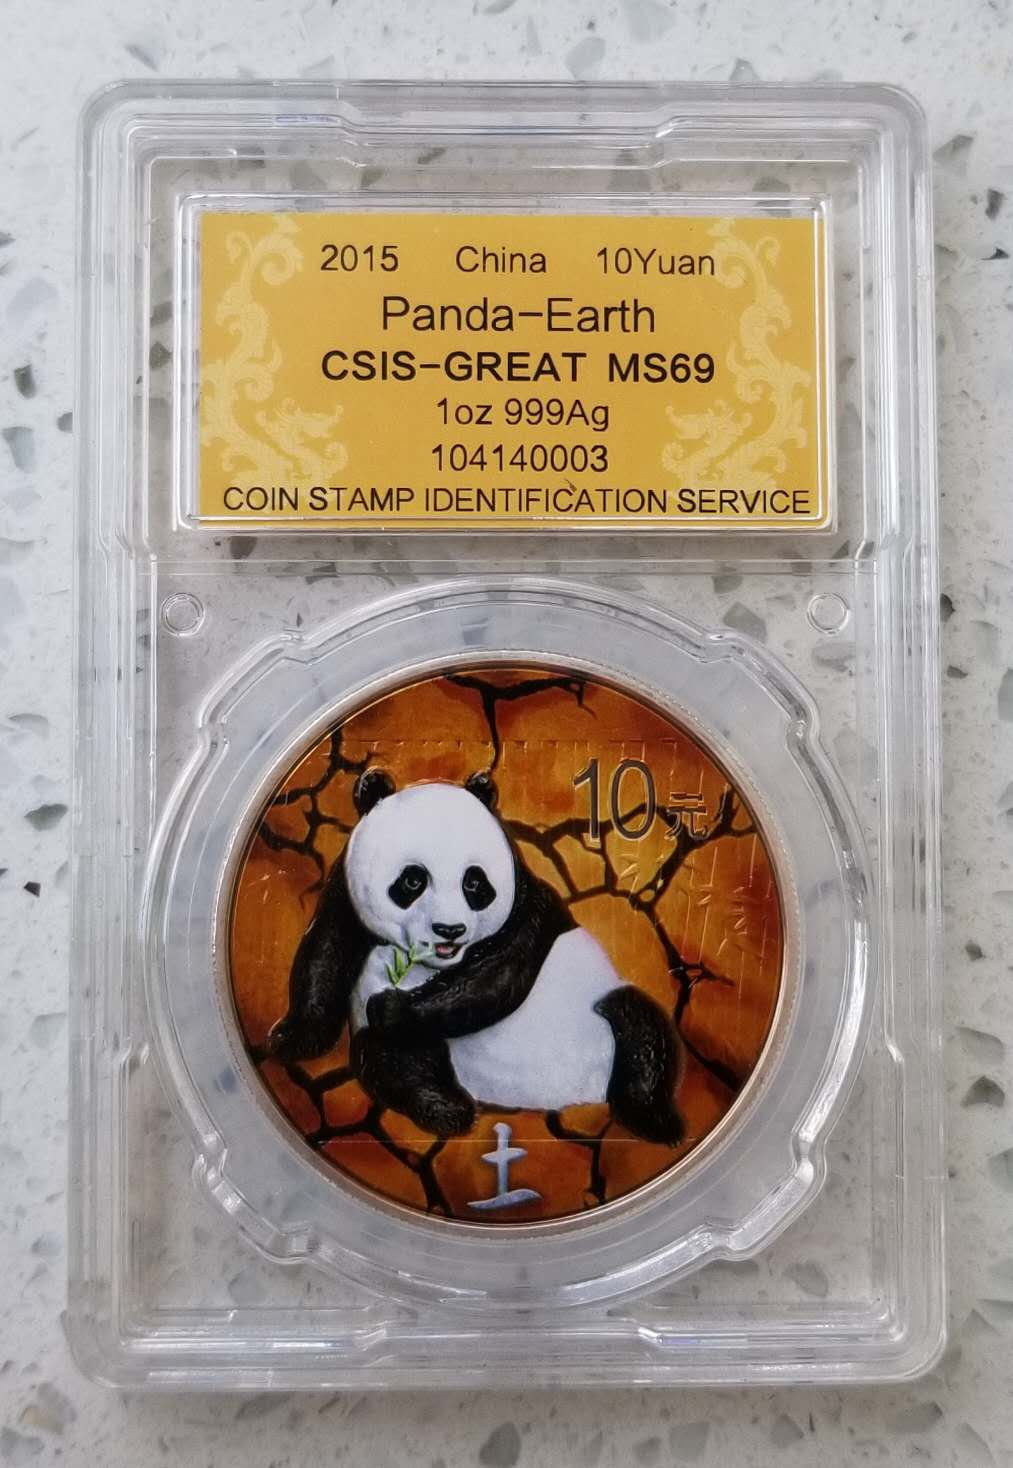 2015 China 10Yuan
Panda-Earth
CSIS-GREAT MS69
1oz 999Ag
104140003
COIN STAMP IDENTIFICATION SERVICE
10元
土